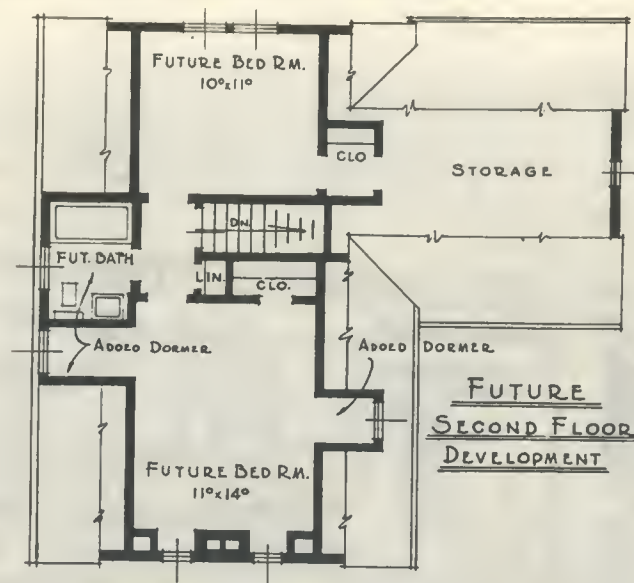 FUTURE BED RM.
10⁰x11⁰
CLO
STORAGE
DN.
FUT. BATH
LIN.
CLO.
ADDED DORMER
ADDED DORMER
FUTURE
SECOND FLOOR
DEVELOPMENT
FUTURE BED RM.
11⁰x14⁰